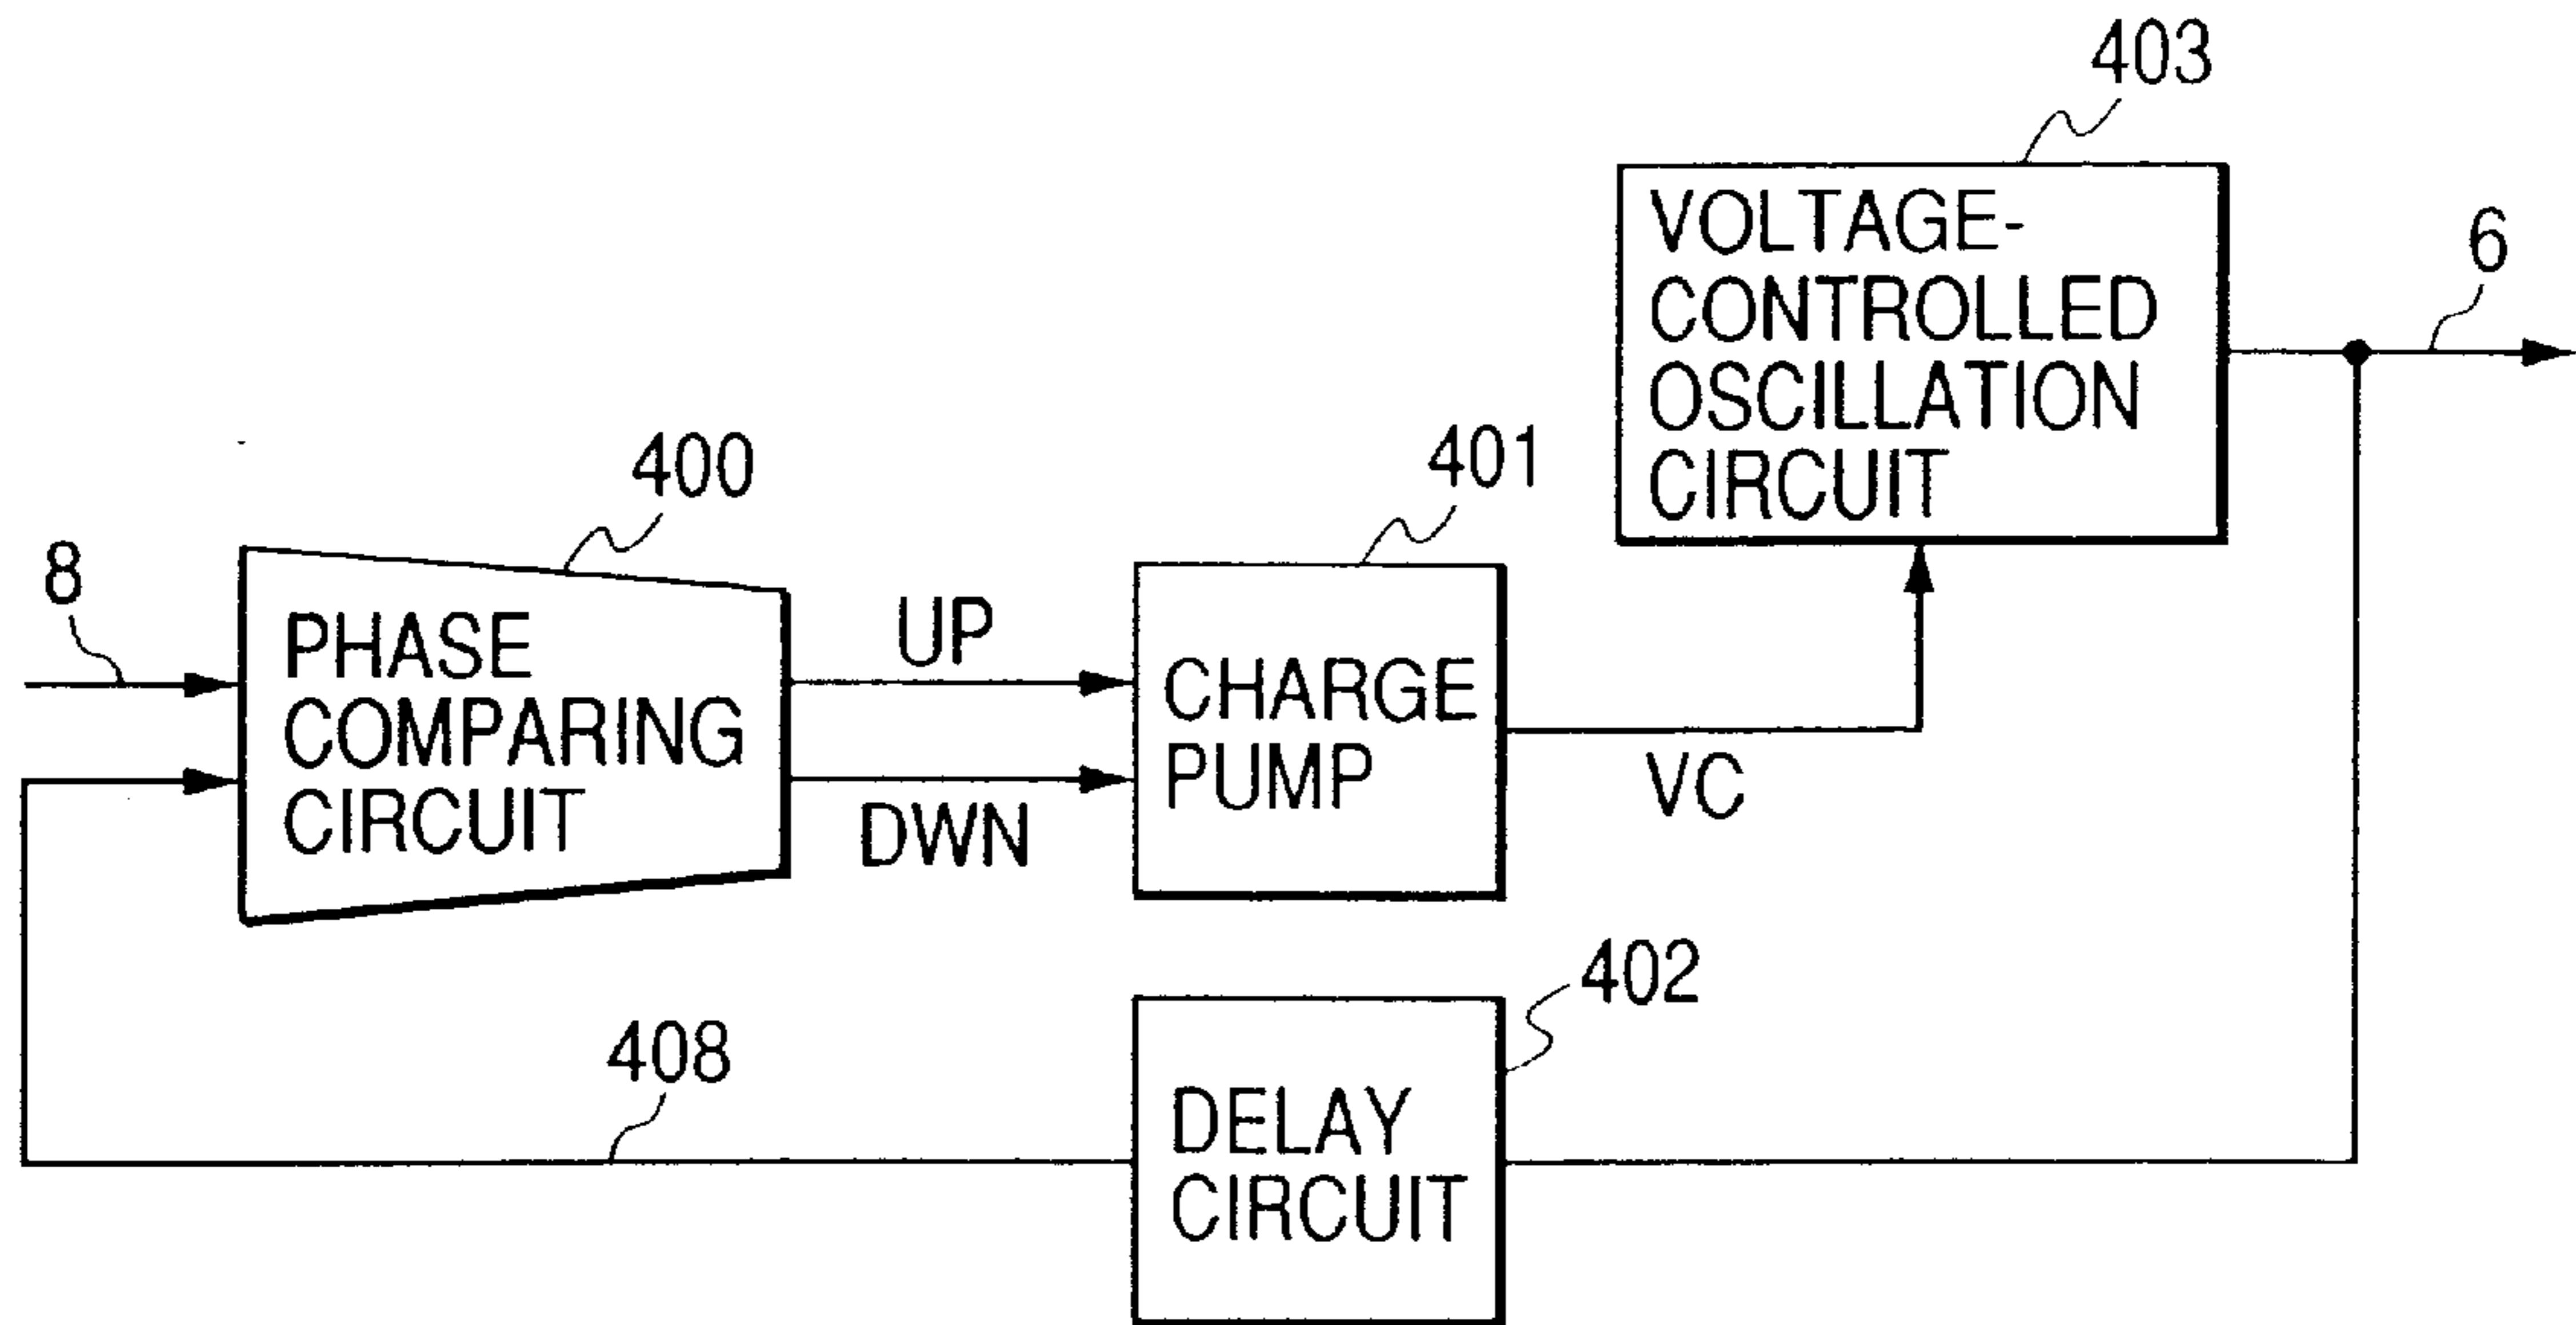 403
VOLTAGE-
CONTROLLED
OSCILLATION
CIRCUIT
6
400
401
8
PHASE
COMPARING
CIRCUIT
UP
DWN
CHARGE
PUMP
VC
402
408
DELAY
CIRCUIT